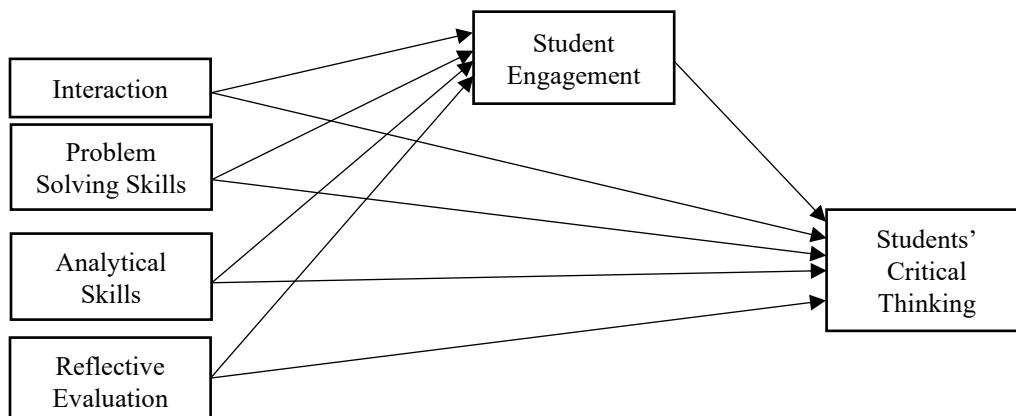 Student
Engagement
Interaction
Problem
Solving Skills
Analytical
Skills
Reflective
Evaluation
Students’
Critical
Thinking